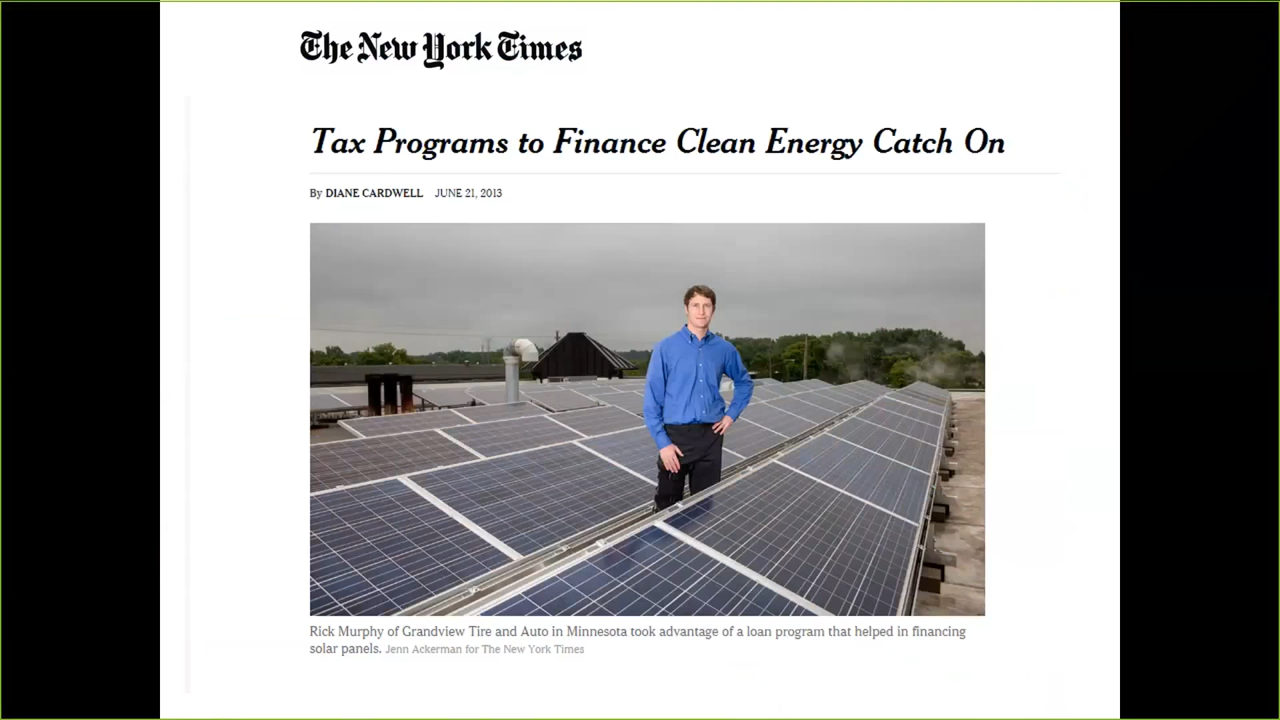 The New York Times
Tax Programs to Finance Clean Energy Catch On
By DIANE CARDWELL JUNE 21, 2013
Rick Murphy of Grandview Tire and Auto in Minnesota took advantage of a loan program that helped in financing
solar panels. Jenn Ackerman for The New York Times